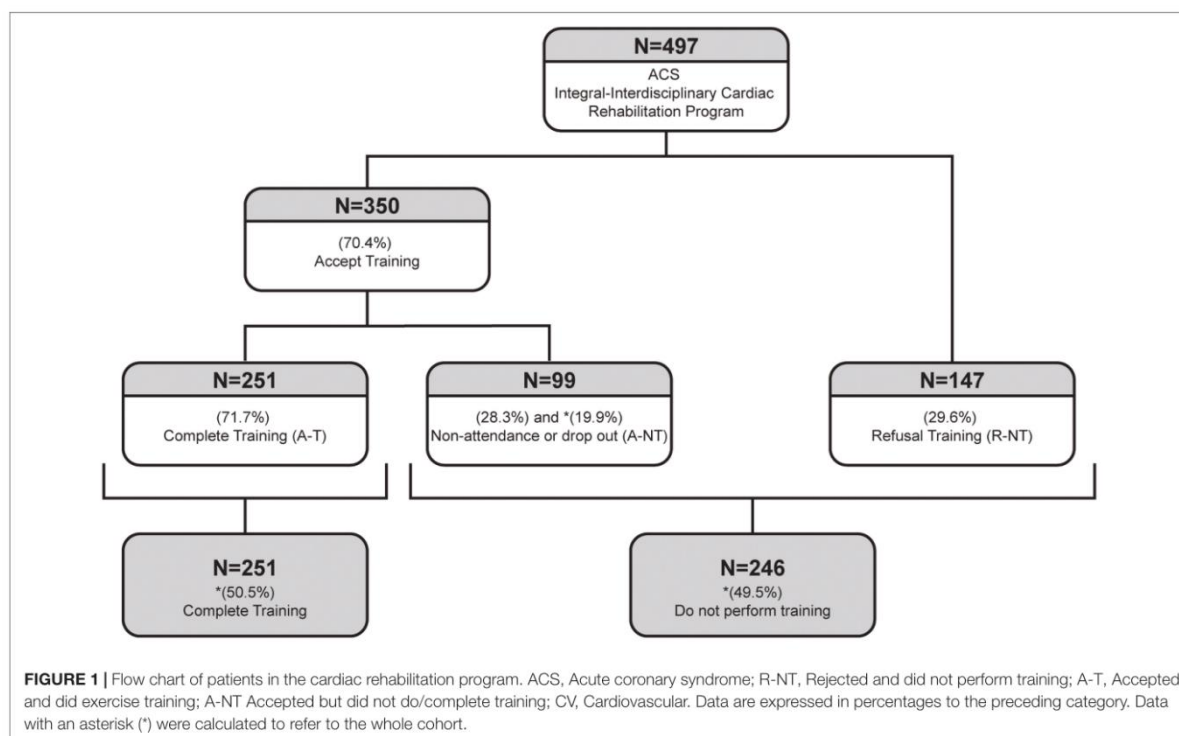 N=497
ACS
Integral-Interdisciplinary Cardiac
Rehabilitation Program
N=350
(70.4%)
Accept Training
N=251
(71.7%)
Complete Training (A-T)
N=99
(28.3%) and *(19.9%)
Non-attendance or drop out (A-NT)
N=147
(29.6%)
Refusal Training (R-NT)
N=251
*(50.5%)
Complete Training
N=246
*(49.5%)
Do not perform training
FIGURE 1 | Flow chart of patients in the cardiac rehabilitation program. ACS, Acute coronary syndrome; R-NT, Rejected and did not perform training; A-T, Accepted
and did exercise training; A-NT Accepted but did not do/complete training; CV, Cardiovascular. Data are expressed in percentages to the preceding category. Data
with an asterisk (*) were calculated to refer to the whole cohort.